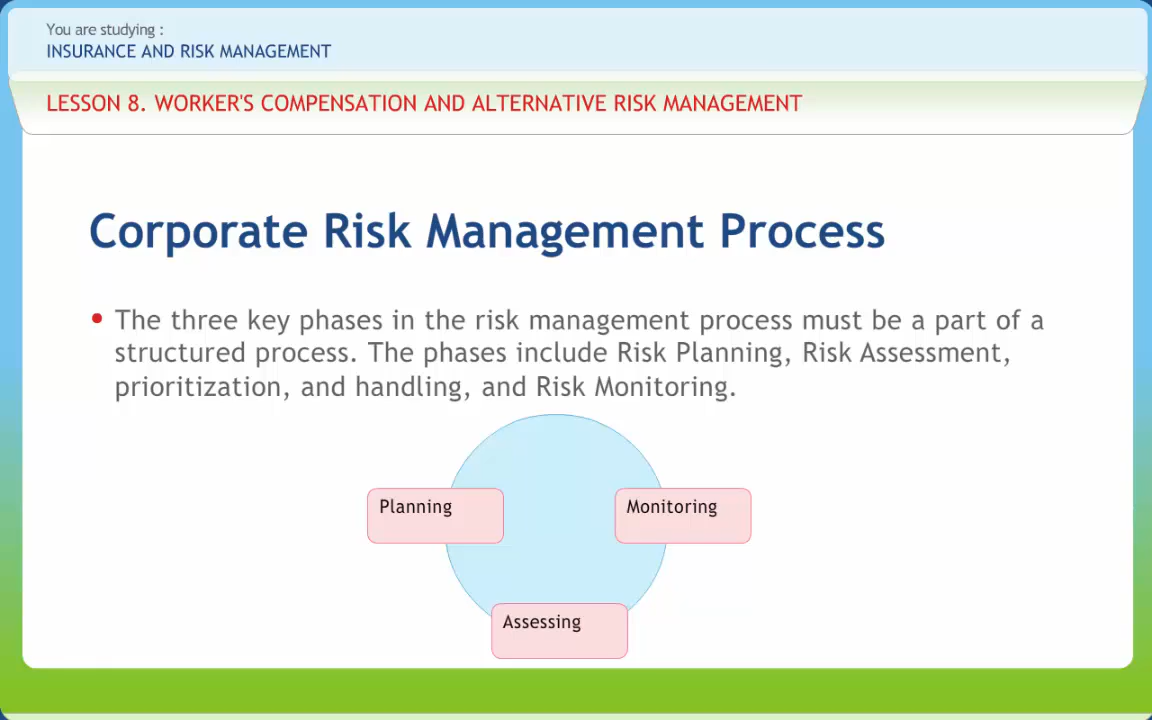 You are studying :
INSURANCE AND RISK MANAGEMENT
LESSON 8. WORKER'S COMPENSATION AND ALTERNATIVE RISK MANAGEMENT
Corporate Risk Management Process
• The three key phases in the risk management process must be a part of a
structured process. The phases include Risk Planning, Risk Assessment,
prioritization, and handling, and Risk Monitoring.
Planning
Monitoring
Assessing